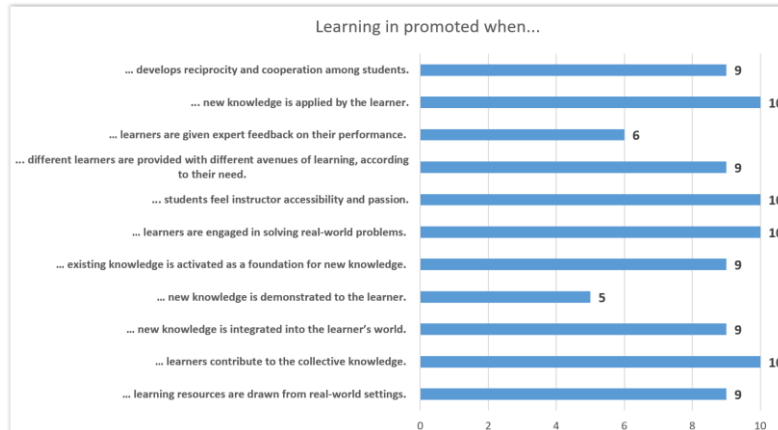 Learning in promoted when...
... develops reciprocity and cooperation among students.
9
... new knowledge is applied by the learner.
10
... learners are given expert feedback on their performance.
6
... different learners are provided with different avenues of learning, according
to their need.
9
... students feel instructor accessibility and passion.
10
... learners are engaged in solving real-world problems.
10
... existing knowledge is activated as a foundation for new knowledge.
9
... new knowledge is demonstrated to the learner.
5
... new knowledge is integrated into the learner's world.
9
... learners contribute to the collective knowledge.
10
... learning resources are drawn from real-world settings.
9
0 2 4 6 8 10